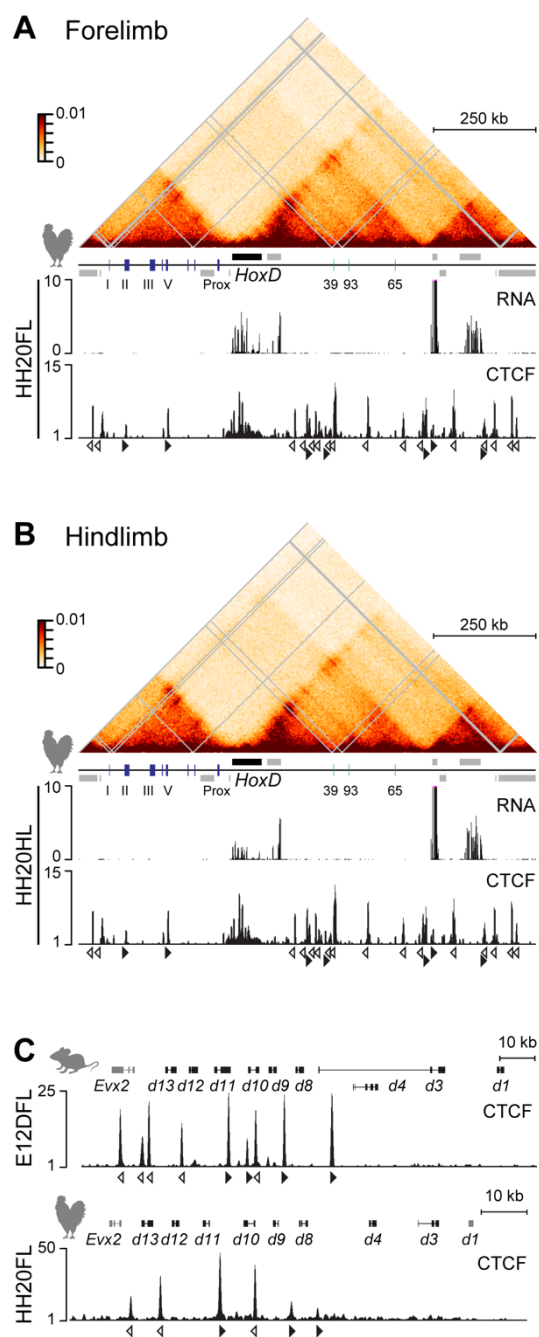 A Forelimb
0.01
0
250 kb
I II III V Prox HoxD 39 93 65
10
RNA
0
HH20FL
15
CTCF
1
B Hindlimb
0.01
0
250 kb
I II III V Prox HoxD 39 93 65
10
RNA
0
HH20HL
15
CTCF
1
C
10 kb
Evx2 d13 d12 d11 d10 d9 d8 d4 d3 d1
25
CTCF
E12DFL
1
10 kb
Evx2 d13 d12 d11 d10 d9 d8 d4 d3 d1
50
CTCF
HH20FL
1